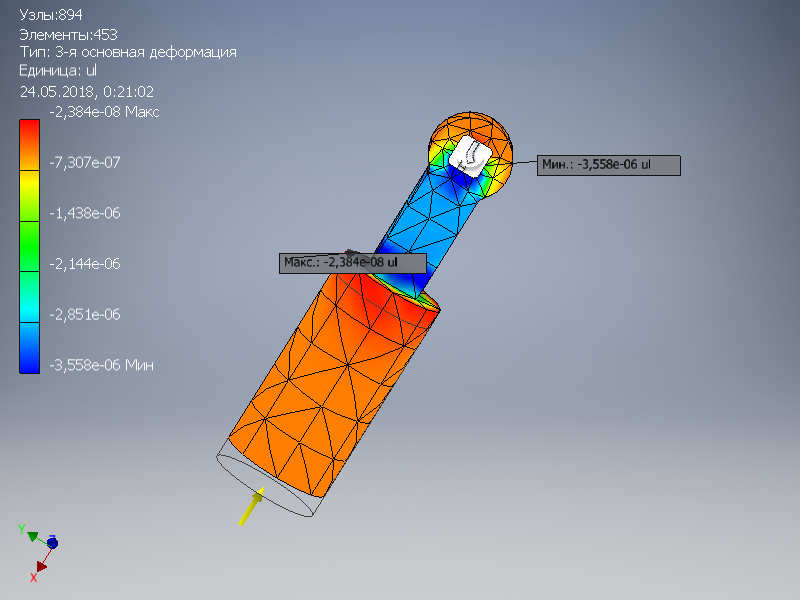 Узлы:894
Элементы:453
Тип: 3-я основная деформация
Единица: ul
24.05.2018, 0:21:02
-2,384e-08 Макс
-7,307e-07
-1,438e-06
-2,144e-06
-2,851e-06
-3,558e-06 Мин
Мин.: -3,558e-06 ul
Макс.: -2,384e-08 ul
Y
Z
X